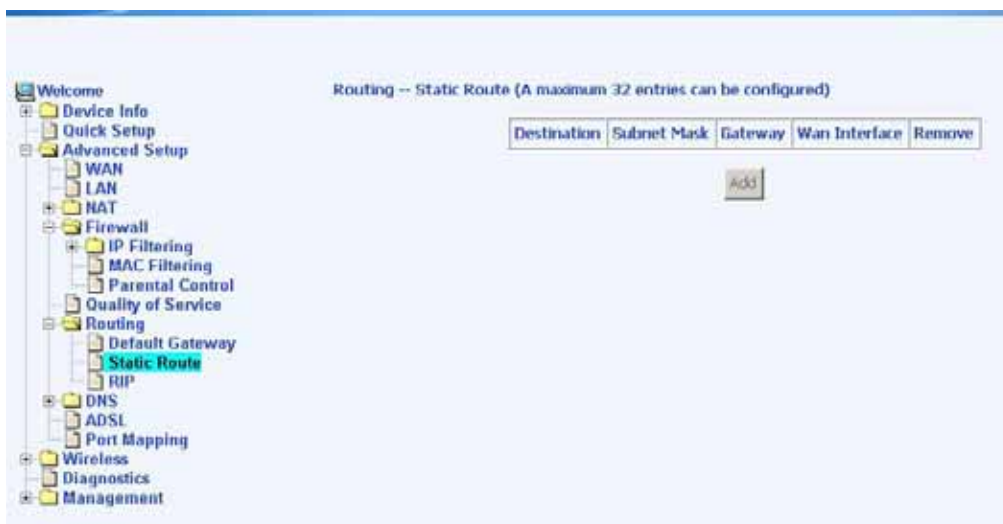 Welcome
Routing -- Static Route (A maximum 32 entries can be configured)
Device Info
Quick Setup
Destination Subnet Mask Gateway Wan Interface Remove
Advanced Setup
WAN
Add
LAN
NAT
Firewall
IP Filtering
MAC Filtering
Parental Control
Quality of Service
Routing
Default Gateway
Static Route
RIP
DNS
ADSL
Port Mapping
Wireless
Diagnostics
Management